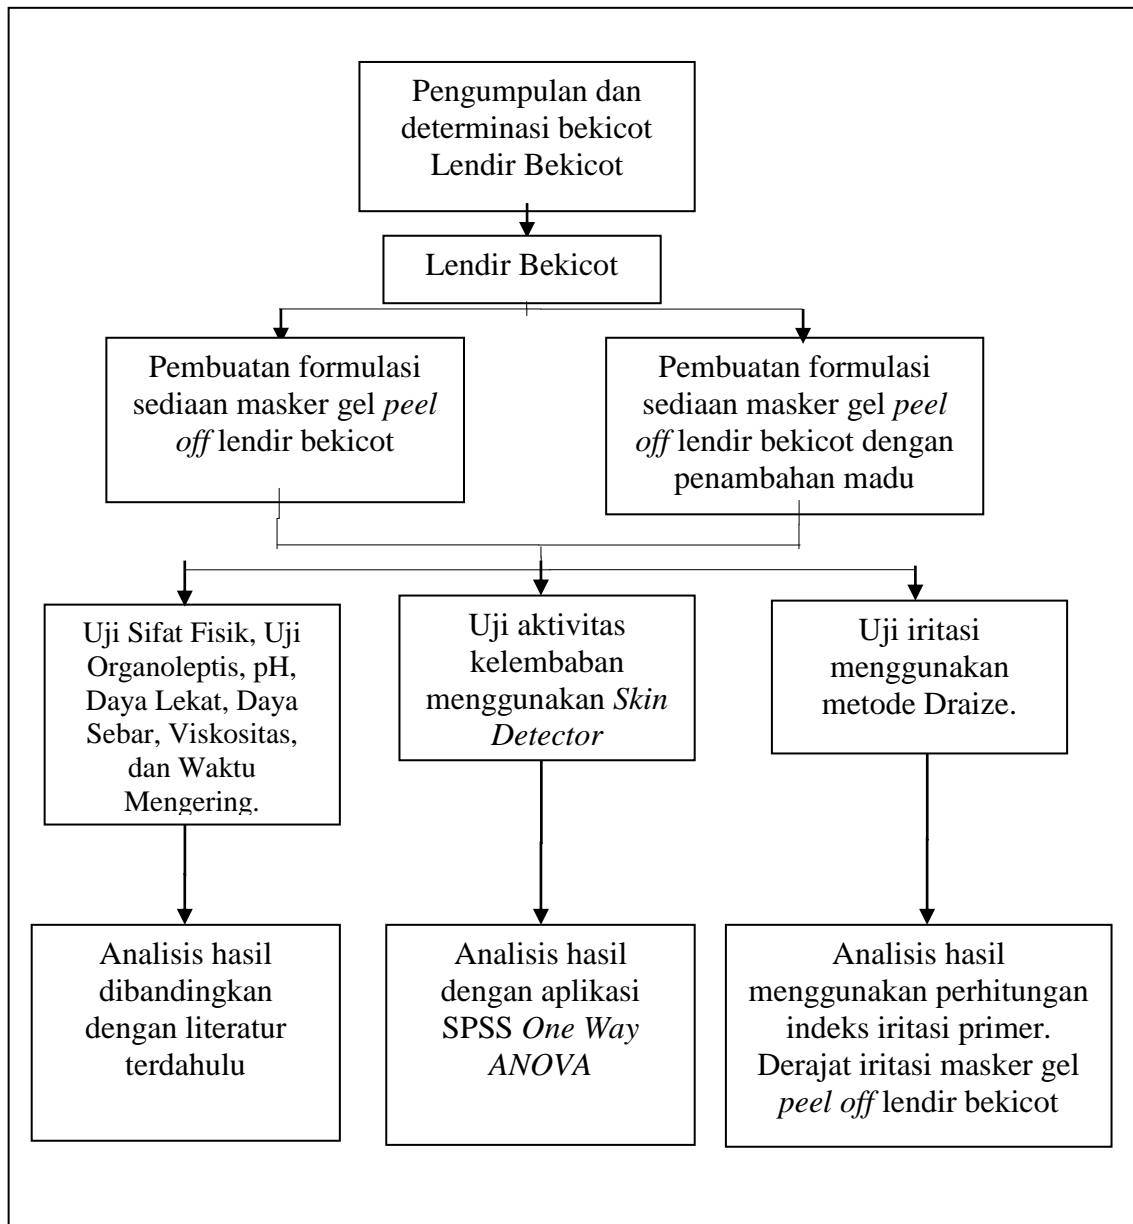 Pengumpulan dan
determinasi bekicot
Lendir Bekicot
Lendir Bekicot
Pembuatan formulasi
sediaan masker gel peel
off lendir bekicot
Pembuatan formulasi
sediaan masker gel peel
off lendir bekicot dengan
penambahan madu
Uji Sifat Fisik, Uji
Organoleptis, pH,
Daya Lekat, Daya
Sebar, Viskositas,
dan Waktu
Mengering.
Uji aktivitas
kelembaban
menggunakan Skin
Detector
Uji iritasi
menggunakan
metode Draize.
Analisis hasil
dibandingkan
dengan literatur
terdahulu
Analisis hasil
dengan aplikasi
SPSS One Way
ANOVA
Analisis hasil
menggunakan perhitungan
indeks iritasi primer.
Derajat iritasi masker gel
peel off lendir bekicot